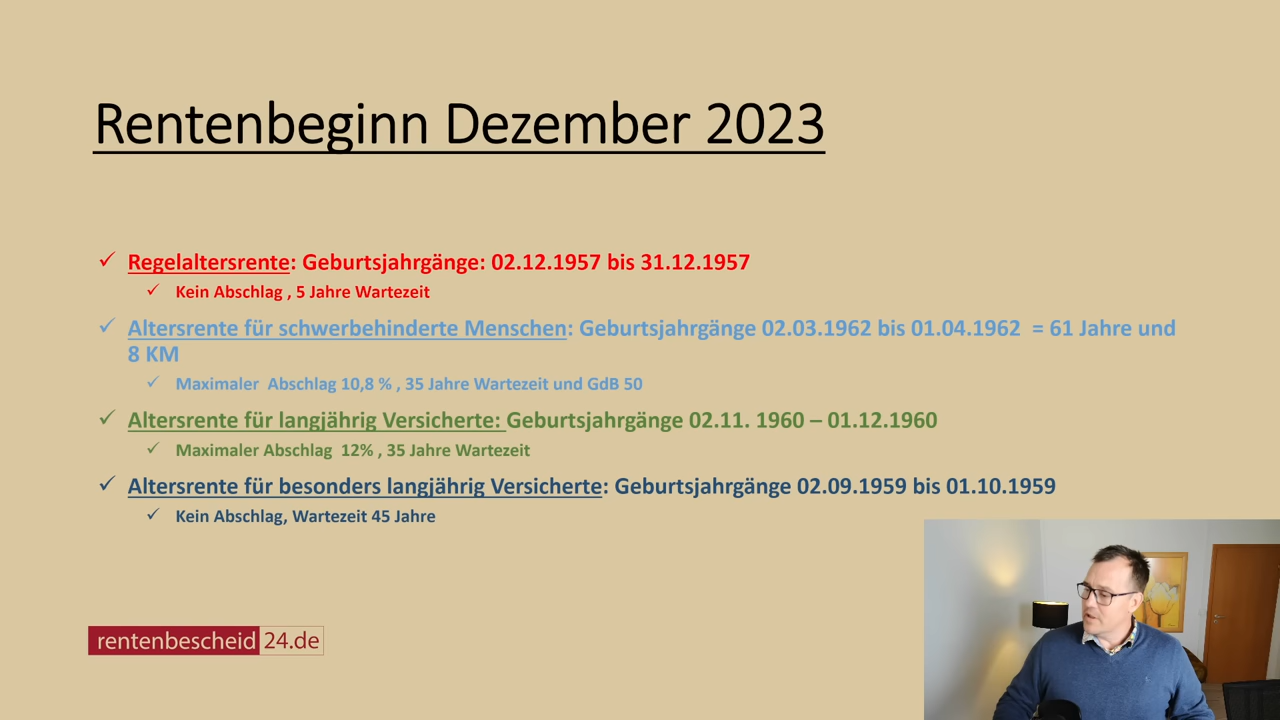 Rentenbeginn Dezember 2023
Regelaltersrente: Geburtsjahrgänge: 02.12.1957 bis 31.12.1957
Kein Abschlag , 5 Jahre Wartezeit
Altersrente für schwerbehinderte Menschen: Geburtsjahrgänge 02.03.1962 bis 01.04.1962 = 61 Jahre und
8 KM
Maximaler Abschlag 10,8 % , 35 Jahre Wartezeit und GdB 50
Altersrente für langjährig Versicherte: Geburtsjahrgänge 02.11. 1960 – 01.12.1960
Maximaler Abschlag 12% , 35 Jahre Wartezeit
Altersrente für besonders langjährig Versicherte: Geburtsjahrgänge 02.09.1959 bis 01.10.1959
Kein Abschlag, Wartezeit 45 Jahre
rentenbescheid 24.de